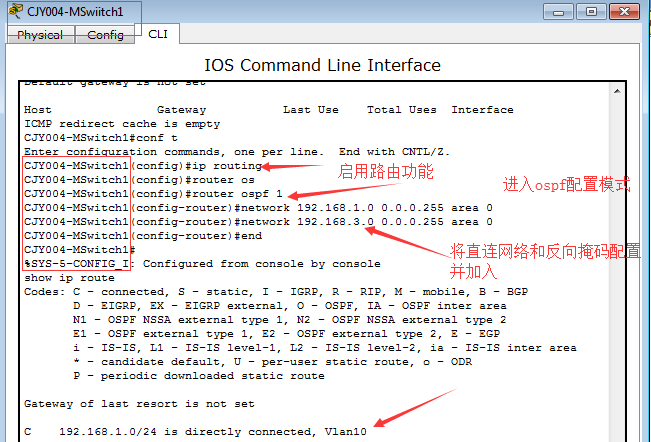 CJY004-MSwiitch1
Physical Config CLI
IOS Command Line Interface
Default gateway is not set
Host Gateway Last Use Total Uses Interface
ICMP redirect cache is empty
CJY004-MSwitch1#conf t
Enter configuration commands, one per line. End with CNTL/Z.
CJY004-MSwitch1(config)#ip routing
启用路由功能
CJY004-MSwitch1(config)#router os
进入ospf配置模式
CJY004-MSwitch1(config)#router ospf 1
CJY004-MSwitch1(config-router)#network 192.168.1.0 0.0.0.255 area 0
CJY004-MSwitch1(config-router)#network 192.168.3.0 0.0.0.255 area 0
CJY004-MSwitch1(config-router)#end
CJY004-MSwitch1#
将直连网络和反向掩码配置
并加入
%SYS-5-CONFIG_I: Configured from console by console
show ip route
Codes: C - connected, S - static, I - IGRP, R - RIP, M - mobile, B - BGP
D - EIGRP, EX - EIGRP external, O - OSPF, IA - OSPF inter area
N1 - OSPF NSSA external type 1, N2 - OSPF NSSA external type 2
E1 - OSPF external type 1, E2 - OSPF external type 2, E - EGP
i - IS-IS, L1 - IS-IS level-1, L2 - IS-IS level-2, ia - IS-IS inter area
* - candidate default, U - per-user static route, o - ODR
P - periodic downloaded static route
Gateway of last resort is not set
C 192.168.1.0/24 is directly connected, Vlan10